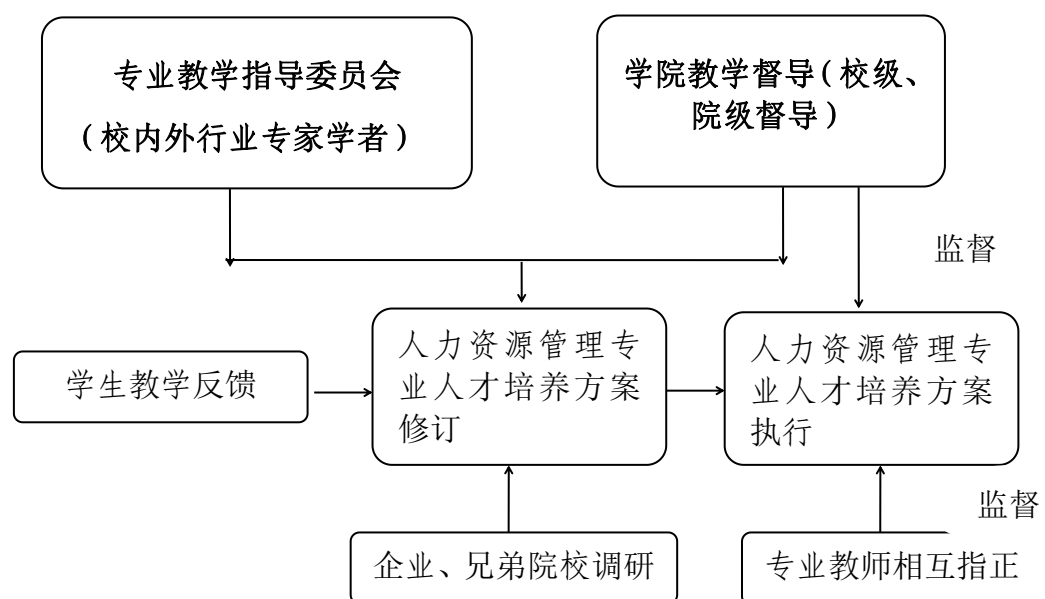 专业教学指导委员会
（校内外行业专家学者）
学院教学督导（校级、
院级督导）
监督
学生教学反馈
人力资源管理专
业人才培养方案
修订
人力资源管理专
业人才培养方案
执行
监督
企业、兄弟院校调研
专业教师相互指正